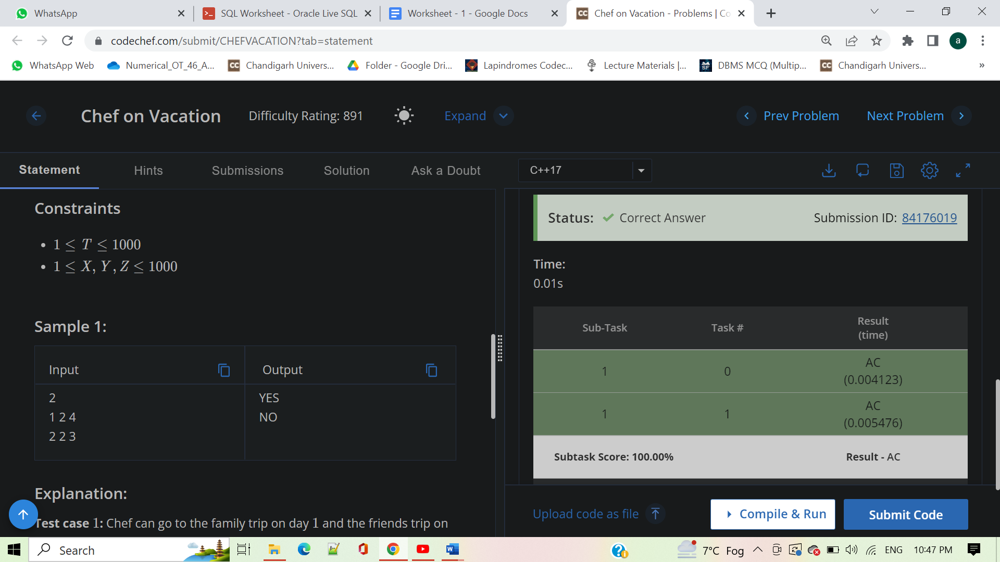 WhatsApp
SQL Worksheet - Oracle Live SQL
Worksheet - 1 - Google Docs
Chef on Vacation - Problems | Co
codechef.com/submit/CHEFVACATION?tab=statement
a
WhatsApp Web
Numerical_OT_46_A...
Chandigarh Univers...
Folder - Google Dri...
Lapindromes Codec...
Lecture Materials |...
DBMS MCQ (Multip...
Chandigarh Univers...
»
Chef on Vacation
Difficulty Rating: 891
Expand
Prev Problem
Next Problem
Statement
Hints
Submissions
Solution
Ask a Doubt
C++17
Constraints
• 1 ≤ T ≤ 1000
• 1 ≤ X, Y, Z ≤ 1000
Sample 1:
Input
Output
2
1 2 4
2 2 3
YES
NO
Explanation:
Test case 1: Chef can go to the family trip on day 1 and the friends trip on
Status: ✓ Correct Answer
Submission ID: 84176019
Time:
0.01s
Sub-Task
Task #
Result
(time)
1
0
AC
(0.004123)
1
1
AC
(0.005476)
Subtask Score: 100.00%
Result - AC
Upload code as file
Compile & Run
Submit Code
Search
7°C Fog
ENG
10:47 PM